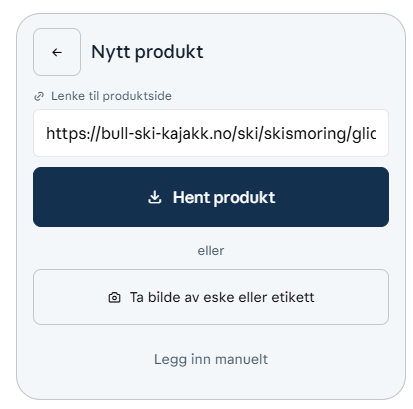 Nytt produkt
Lenke til produktside
https://bull-ski-kajakk.no/ski/skismoring/glid
Hent produkt
eller
Ta bilde av eske eller etikett
Legg inn manuelt